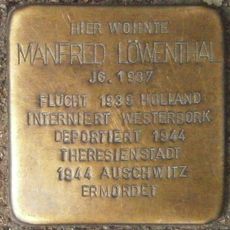 HIER WOHNTE
MANFRED LÖWENTHAL
JG. 1937
FLUCHT 1939 HOLLAND
INTERNIERT WESTERBORK
DEPORTIERT 1944
THERESIENSTADT
1944 AUSCHWITZ
ERMORDET